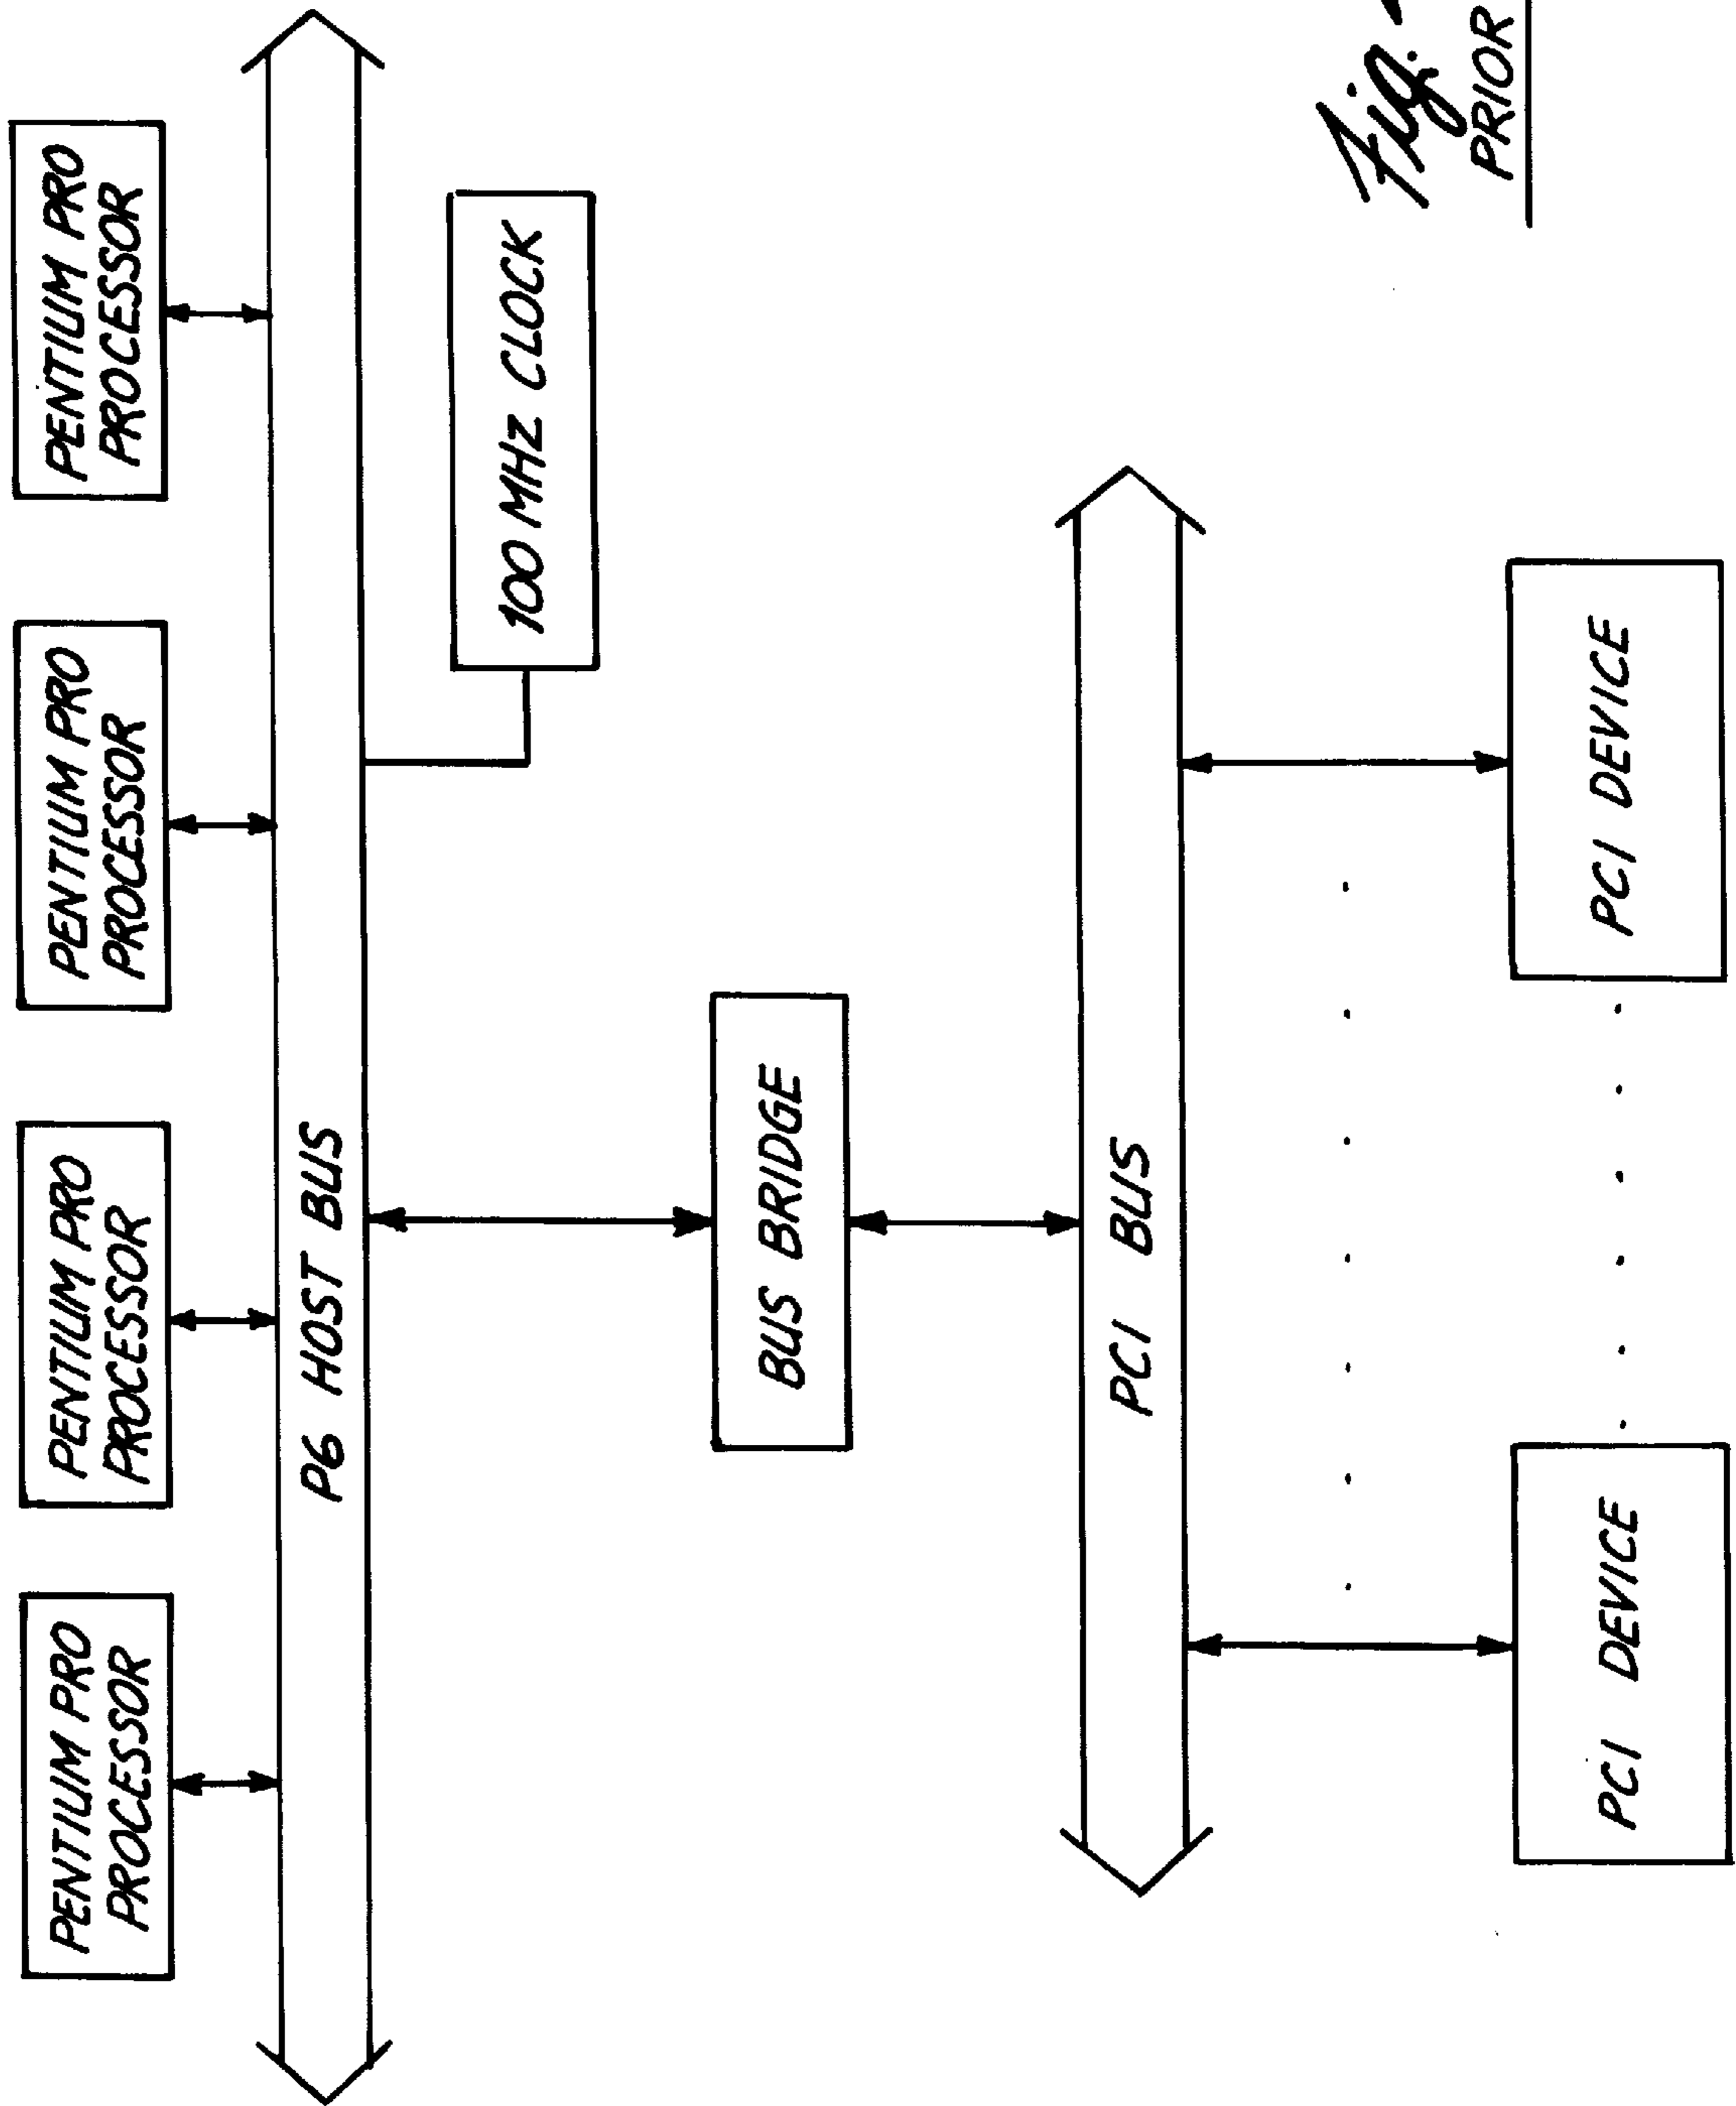 PENTIUM PRO
PROCESSOR
PENTIUM PRO
PROCESSOR
PENTIUM PRO
PROCESSOR
PENTIUM PRO
PROCESSOR
P6 HOST BUS
100 MHZ CLOCK
BUS BRIDGE
PCI BUS
PCI DEVICE
PCI DEVICE
Fig.
PRIOR